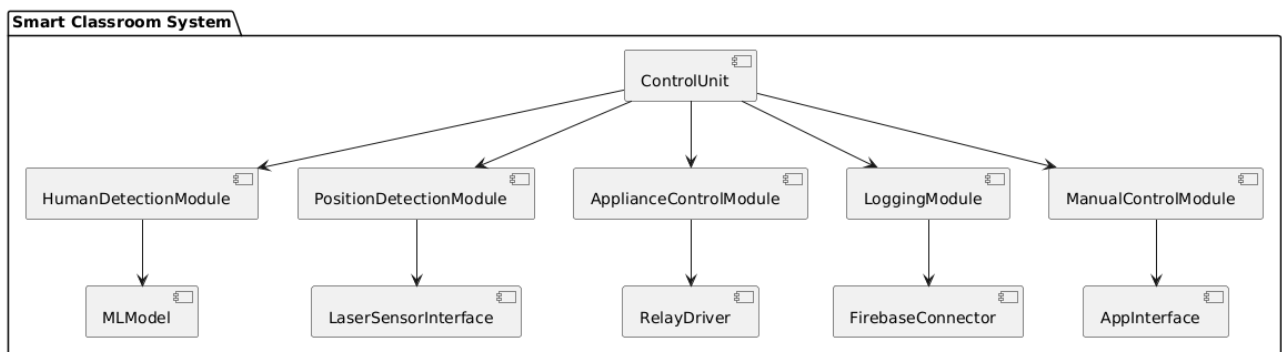 Smart Classroom System
ControlUnit
HumanDetectionModule
PositionDetectionModule
ApplianceControlModule
LoggingModule
ManualControlModule
MLModel
LaserSensorInterface
RelayDriver
FirebaseConnector
AppInterface